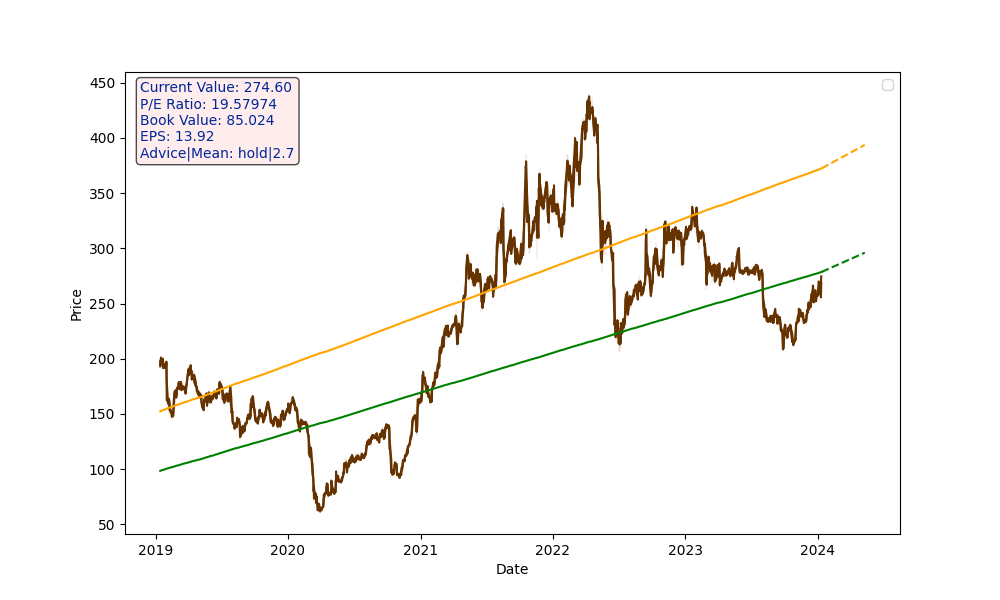 Current Value: 274.60
P/E Ratio: 19.57974
Book Value: 85.024
EPS: 13.92
Advice|Mean: hold|2.7
450
400
350
300
250
200
150
100
50
Price
2019 2020 2021 2022 2023 2024
Date